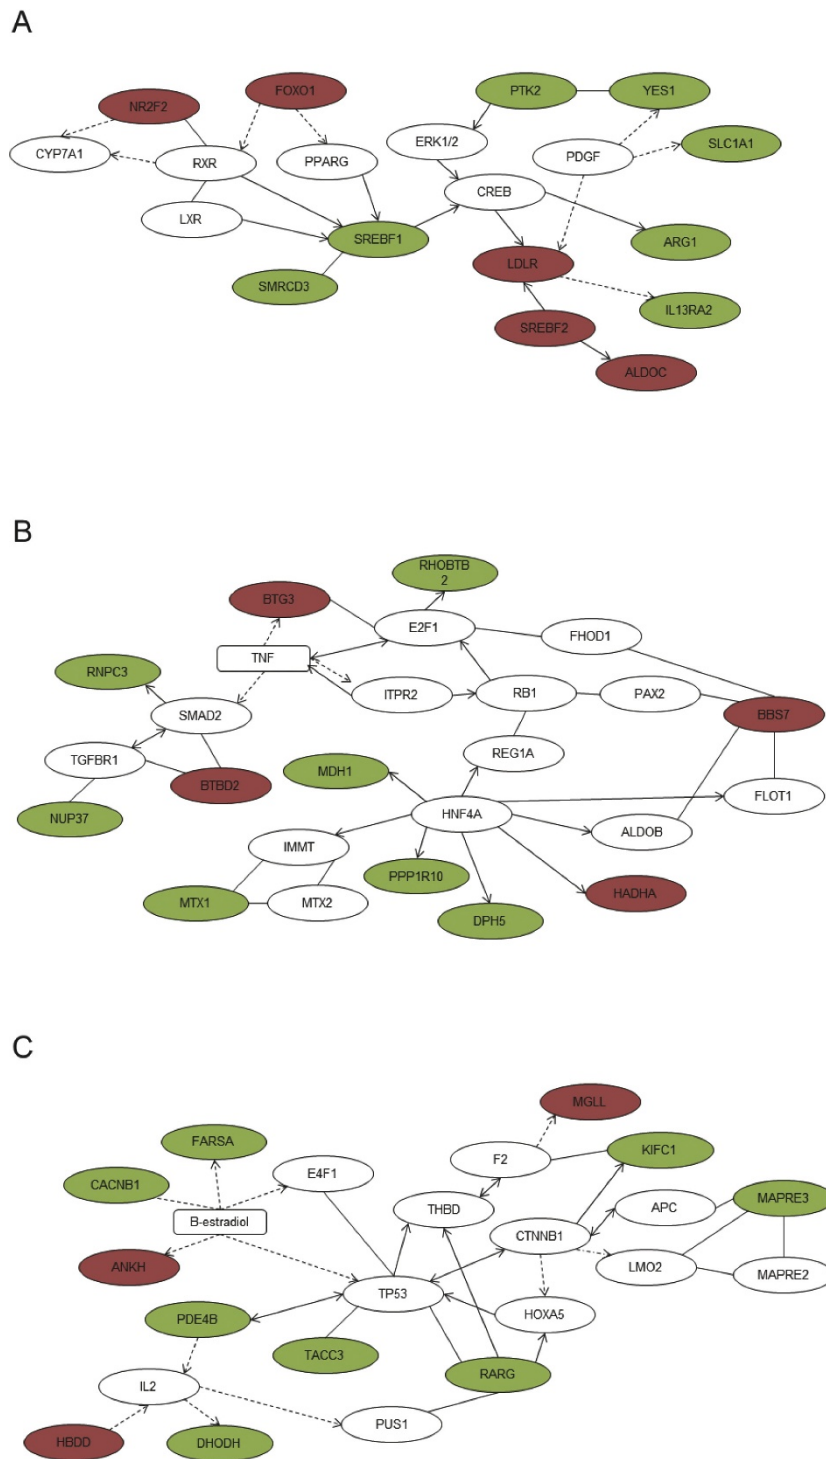 A
NR2F2
FOXO1
PTK2
YES1
CYP7A1
RXR
PPARG
ERK1/2
PDGF
SLC1A1
LXR
CREB
SREBF1
ARG1
SMRCD3
LDLR
IL13RA2
SREBF2
ALDOC
B
RHOBTB
2
BTG3
E2F1
FHOD1
TNF
RNPC3
ITPR2
RB1
PAX2
SMAD2
BBS7
TGFBR1
REG1A
MDH1
BTBD2
FLOT1
NUP37
HNF4A
ALDOB
IMMT
PPP1R10
HADHA
MTX1
MTX2
DPH5
C
MGLL
FARSA
F2
KIFC1
E4F1
CACNB1
THBD
APC
MAPRE3
B-estradiol
CTNNB1
ANKH
LMO2
MAPRE2
TP53
PDE4B
HOXA5
TACC3
RARG
IL2
PUS1
HBDD
DHODH